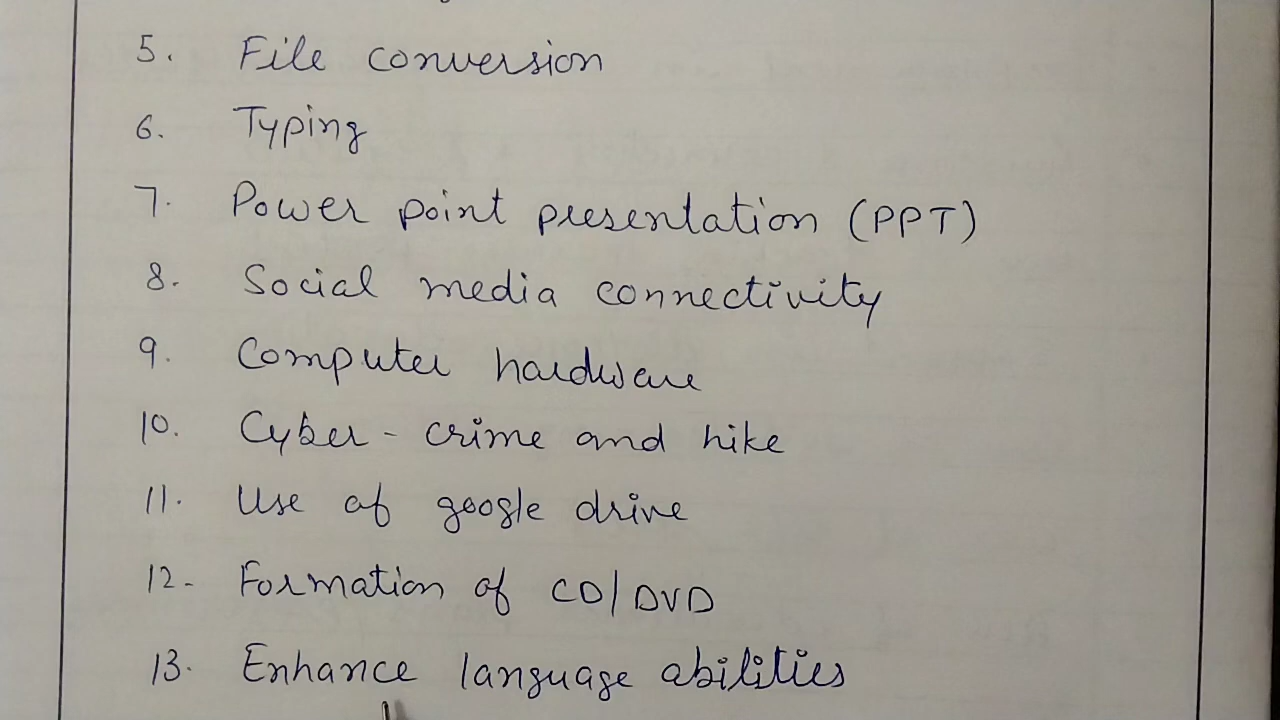 5. File conversion
6. Typing
7. Power point presentation (PPT)
8. Social media connectivity
9. Computer hardware
10. Cyber - crime and hike
11. Use of google drive
12- Formation of CD/DVD
13. Enhance language abilities